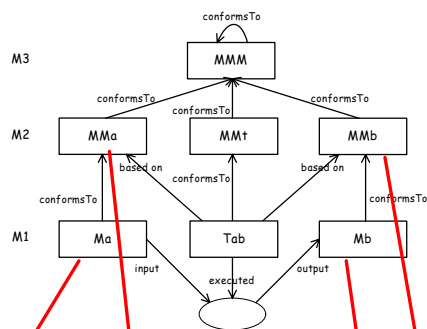 conformsTo
M3
MMM
conformsTo
conformsTo
conformsTo
M2
MMa
MMt
MMb
based on
based on
conformsTo
conformsTo
conformsTo
M1
Ma
Tab
Mb
input
executed
output